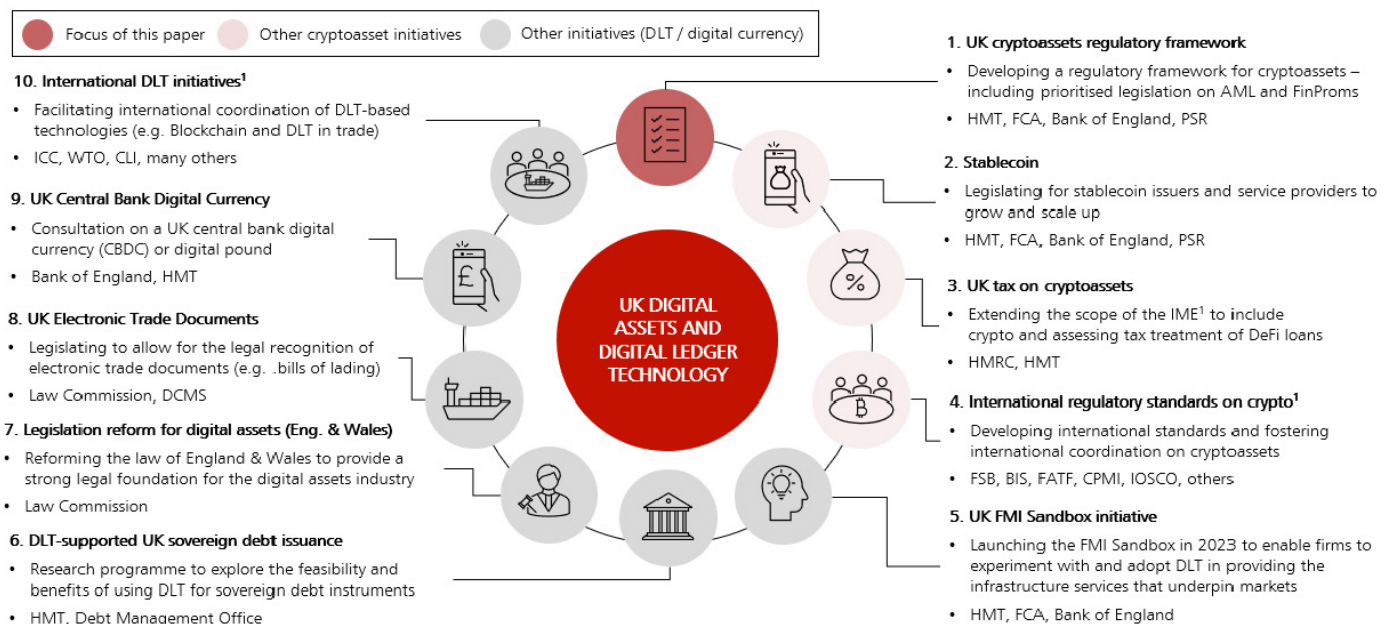 Focus of this paper
Other cryptoasset initiatives
Other initiatives (DLT / digital currency)
1. UK cryptoassets regulatory framework
• Developing a regulatory framework for cryptoassets –
including prioritised legislation on AML and FinProms
• HMT, FCA, Bank of England, PSR
2. Stablecoin
• Legislating for stablecoin issuers and service providers to
grow and scale up
• HMT, FCA, Bank of England, PSR
3. UK tax on cryptoassets
• Extending the scope of the IME¹ to include
crypto and assessing tax treatment of DeFi loans
• HMRC, HMT
4. International regulatory standards on crypto¹
• Developing international standards and fostering
international coordination on cryptoassets
• FSB, BIS, FATF, CPMI, IOSCO, others
5. UK FMI Sandbox initiative
• Launching the FMI Sandbox in 2023 to enable firms to
experiment with and adopt DLT in providing the
infrastructure services that underpin markets
• HMT, FCA, Bank of England
10. International DLT initiatives¹
• Facilitating international coordination of DLT-based
technologies (e.g. Blockchain and DLT in trade)
• ICC, WTO, CLI, many others
9. UK Central Bank Digital Currency
• Consultation on a UK central bank digital
currency (CBDC) or digital pound
• Bank of England, HMT
8. UK Electronic Trade Documents
• Legislating to allow for the legal recognition of
electronic trade documents (e.g. .bills of lading)
• Law Commission, DCMS
7. Legislation reform for digital assets (Eng. & Wales)
• Reforming the law of England & Wales to provide a
strong legal foundation for the digital assets industry
• Law Commission
6. DLT-supported UK sovereign debt issuance
• Research programme to explore the feasibility and
benefits of using DLT for sovereign debt instruments
• HMT, Debt Management Office
UK DIGITAL
ASSETS AND
DIGITAL LEDGER
TECHNOLOGY
%
B
£